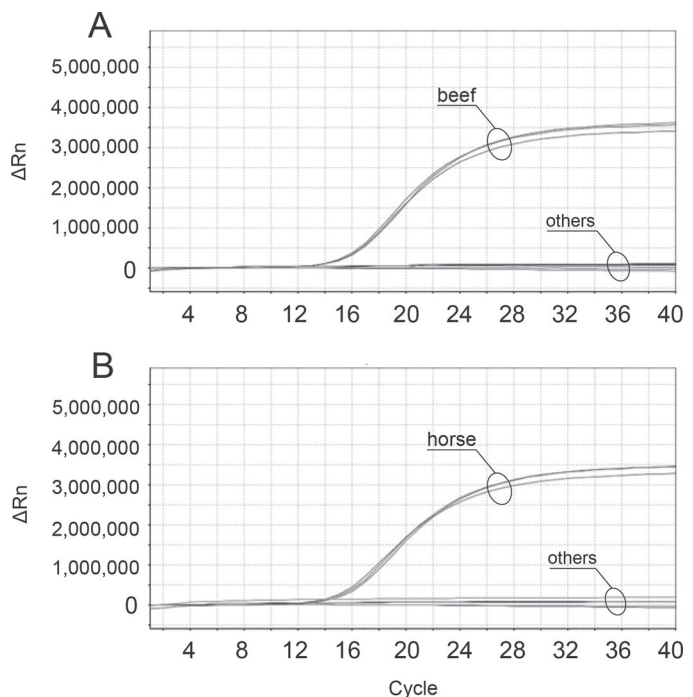 A
5,000,000
4,000,000
3,000,000
2,000,000
1,000,000
0
ΔRn
beef
others
4 8 12 16 20 24 28 32 36 40
B
5,000,000
4,000,000
3,000,000
2,000,000
1,000,000
0
ΔRn
horse
others
4 8 12 16 20 24 28 32 36 40
Cycle